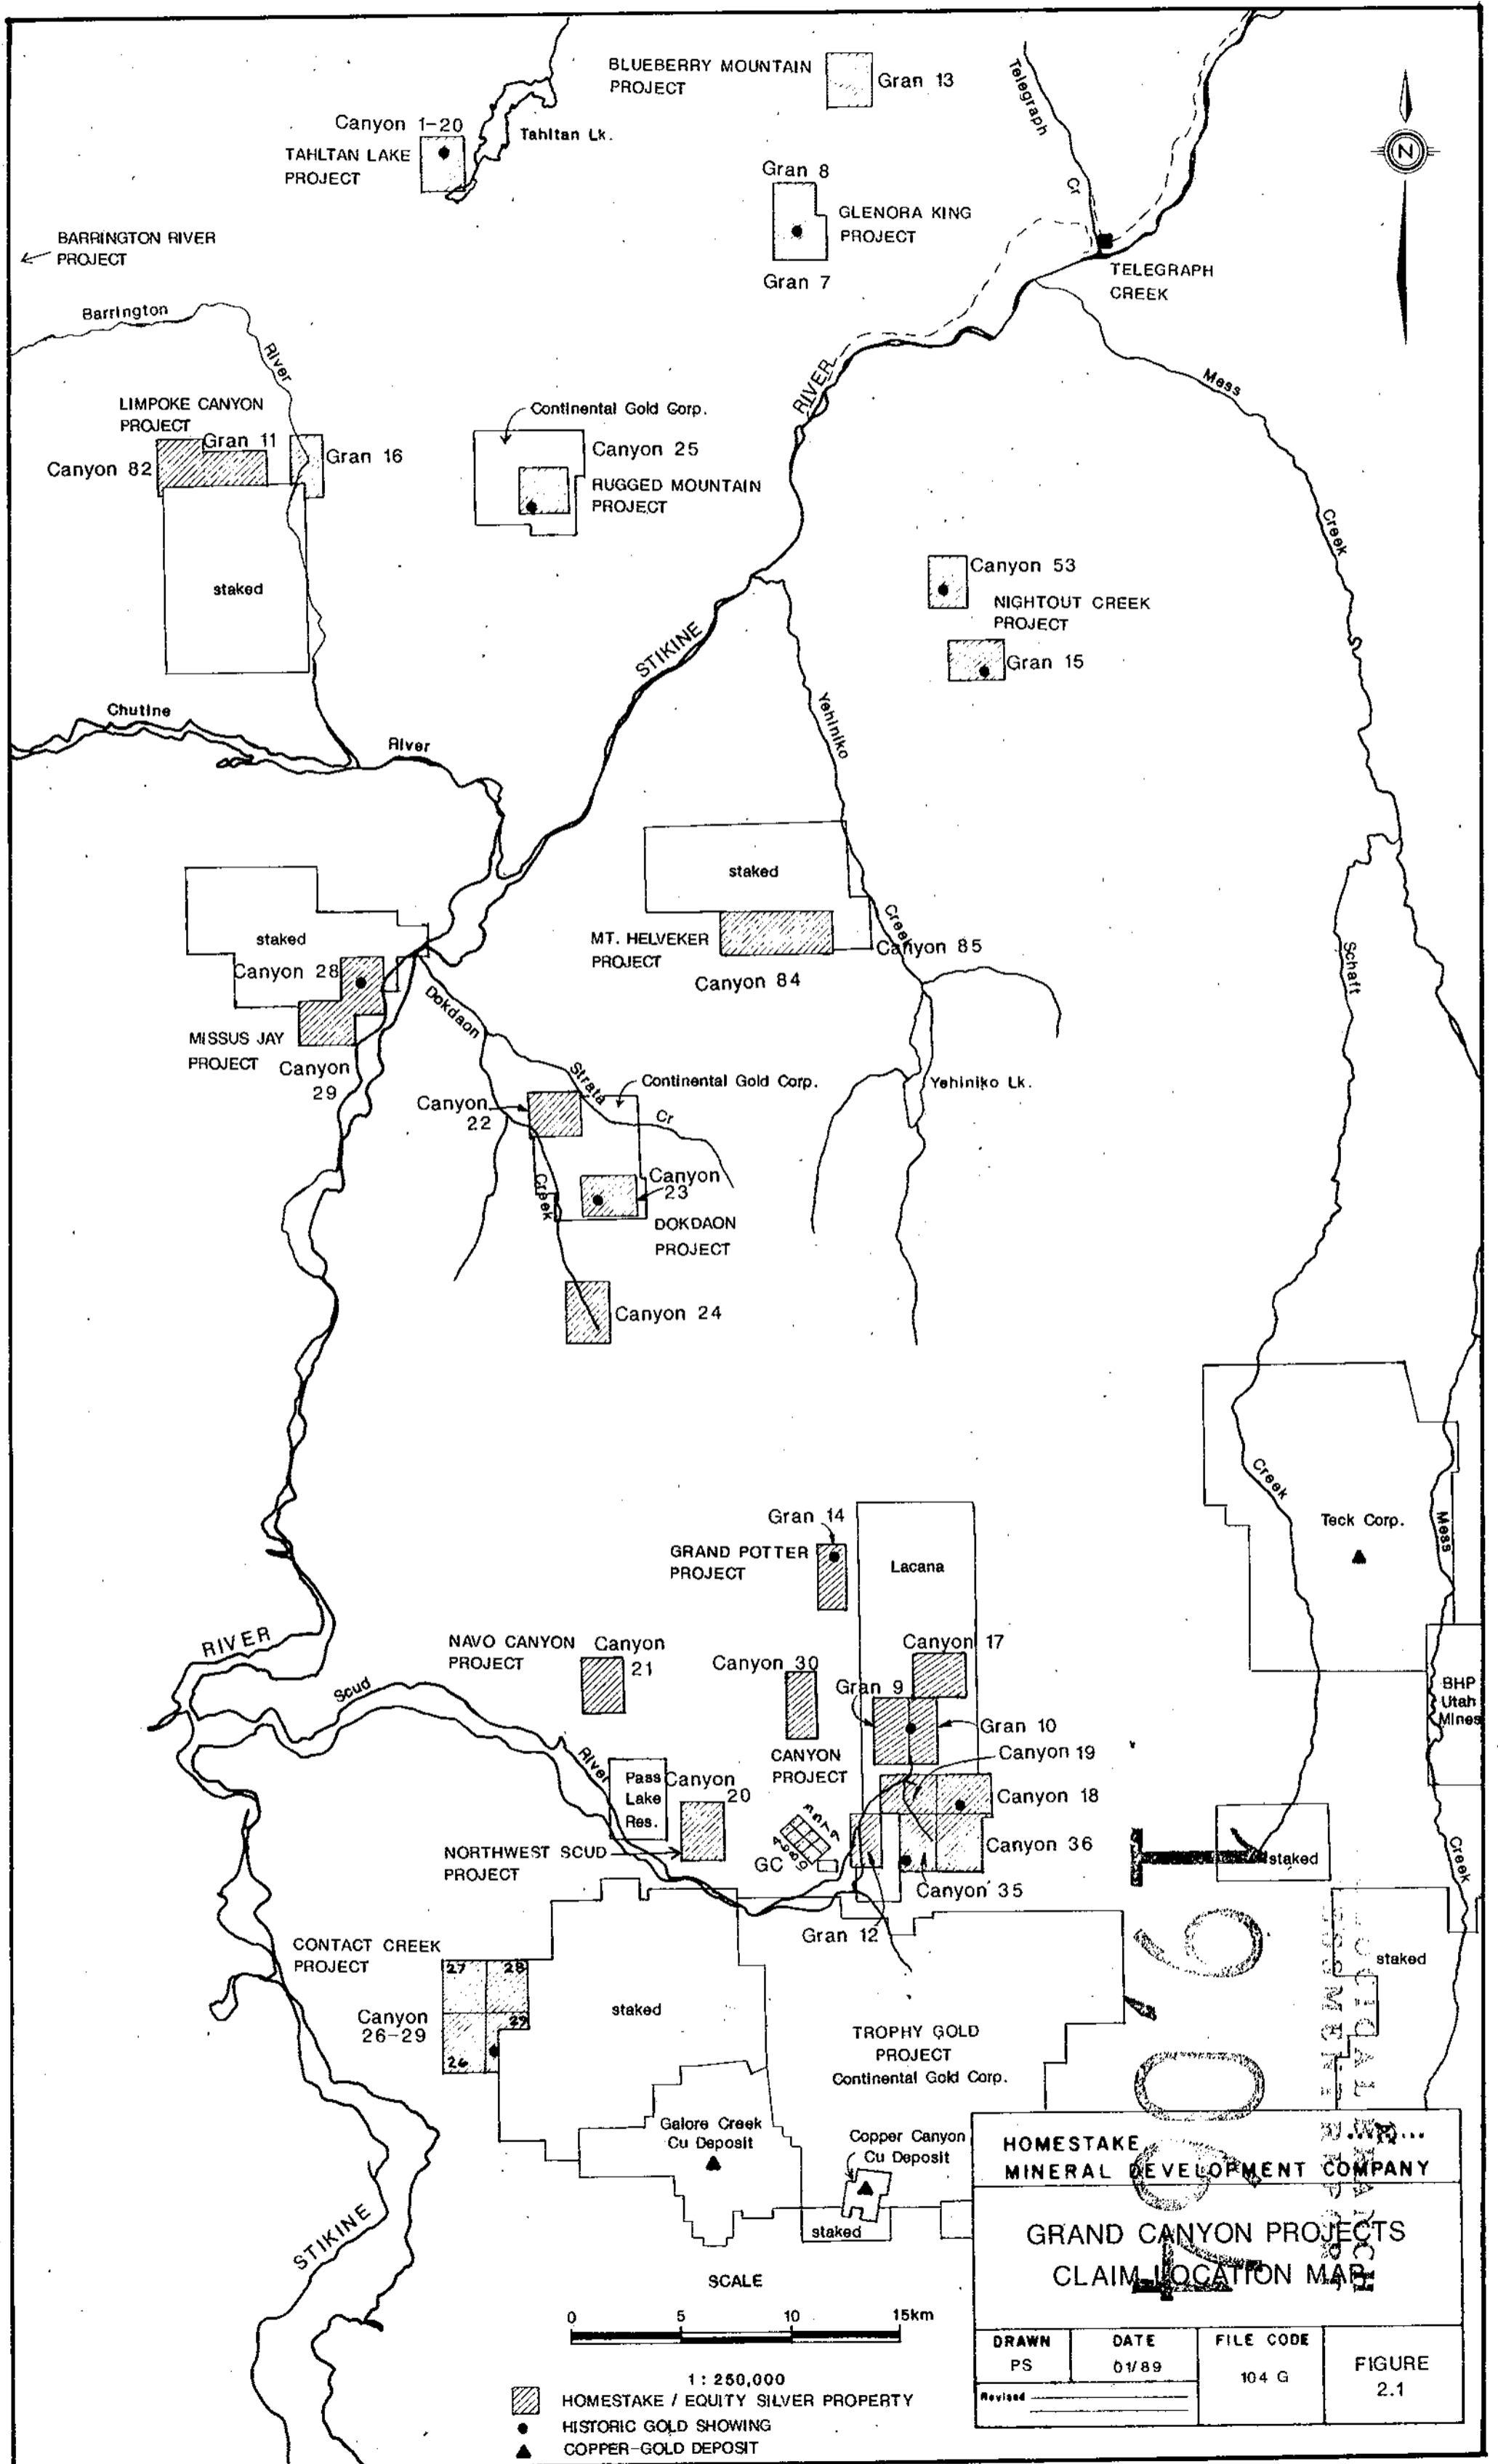 BLUEBERRY MOUNTAIN
PROJECT
Gran 13
Telegraph
Cr
Canyon 1-20
TAHLTAN LAKE
PROJECT
Tahltan Lk.
N
Gran 8
GLENORA KING
PROJECT
Gran 7
BARRINGTON RIVER
PROJECT
TELEGRAPH
CREEK
Barrington
River
RIVER
Mess
Creek
LIMPOKE CANYON
PROJECT
Gran 11
Canyon 82
Gran 16
Continental Gold Corp.
Canyon 25
RUGGED MOUNTAIN
PROJECT
staked
Canyon 53
NIGHTOUT CREEK
PROJECT
Gran 15
STIKINE
Yehiniko
Creek
Chutine
River
staked
MT. HELVEKER
PROJECT
Canyon 85
Canyon 84
staked
Canyon 28
MISSUS JAY
PROJECT
Canyon
29
Schaft
Dokdaon
Strata
Cr
Continental Gold Corp.
Yehiniko Lk.
Canyon
22
Creek
Canyon
23
DOKDAON
PROJECT
Canyon 24
Creek
Teck Corp.
Mess
Gran 14
GRAND POTTER
PROJECT
Lacana
RIVER
NAVO CANYON
PROJECT
Canyon
21
Canyon 30
Canyon 17
Gran 9
Gran 10
BHP
Utah
Mines
Scud
River
CANYON
PROJECT
Canyon 19
Canyon 18
Pass
Lake
Res.
Canyon
20
NORTHWEST SCUD
PROJECT
GC
Canyon 36
Canyon 35
Gran 12
staked
Creek
CONTACT CREEK
PROJECT
27 28
29
26
Canyon
26-29
staked
staked
TROPHY GOLD
PROJECT
Continental Gold Corp.
Galore Creek
Cu Deposit
Copper Canyon
Cu Deposit
staked
STIKINE
HOMESTAKE
MINERAL DEVELOPMENT COMPANY
GRAND CANYON PROJECTS
CLAIM LOCATION MAP
DRAWN
PS
DATE
01/89
FILE CODE
104 G
FIGURE
2.1
Revised
SCALE
0 5 10 15km
1 : 250,000
HOMESTAKE / EQUITY SILVER PROPERTY
HISTORIC GOLD SHOWING
COPPER-GOLD DEPOSIT